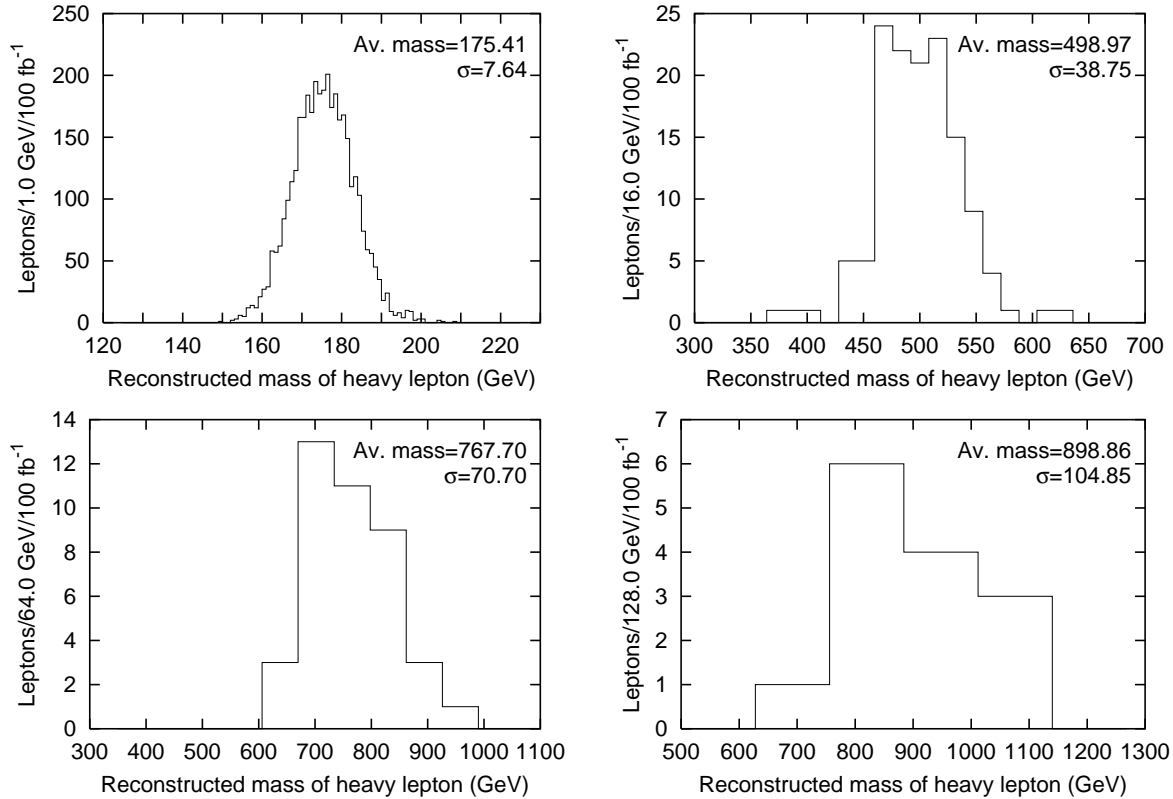 Leptons/1.0 GeV/100 fb⁻¹
250
200
150
100
50
0
120 140 160 180 200 220
Reconstructed mass of heavy lepton (GeV)
Av. mass=175.41
σ=7.64
Leptons/16.0 GeV/100 fb⁻¹
25
20
15
10
5
0
300 350 400 450 500 550 600 650 700
Reconstructed mass of heavy lepton (GeV)
Av. mass=498.97
σ=38.75
Leptons/64.0 GeV/100 fb⁻¹
14
12
10
8
6
4
2
0
300 400 500 600 700 800 900 1000 1100
Reconstructed mass of heavy lepton (GeV)
Av. mass=767.70
σ=70.70
Leptons/128.0 GeV/100 fb⁻¹
7
6
5
4
3
2
1
0
500 600 700 800 900 1000 1100 1200 1300
Reconstructed mass of heavy lepton (GeV)
Av. mass=898.86
σ=104.85